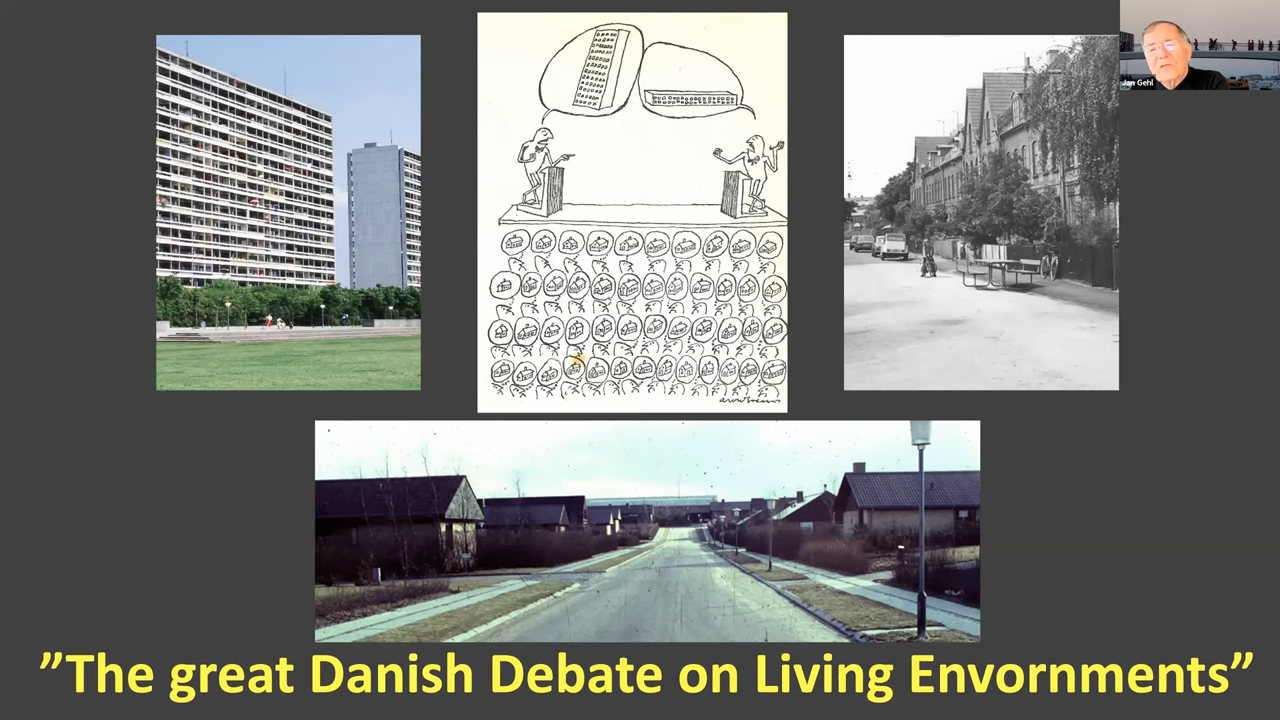 Jan Gehl
”The great Danish Debate on Living Envornments”